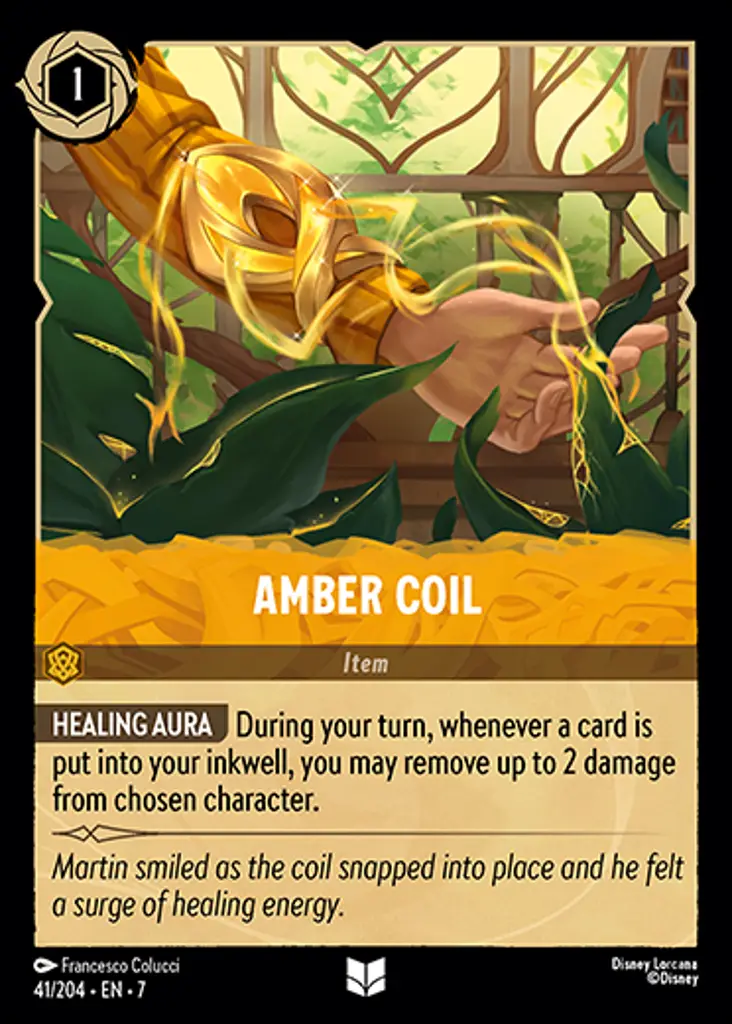 1
AMBER COIL
Item
HEALING AURA During your turn, whenever a card is
put into your inkwell, you may remove up to 2 damage
from chosen character.
Martin smiled as the coil snapped into place and he felt
a surge of healing energy.
Francesco Colucci
41/204 • EN • 7
Disney Lorcana
©Disney